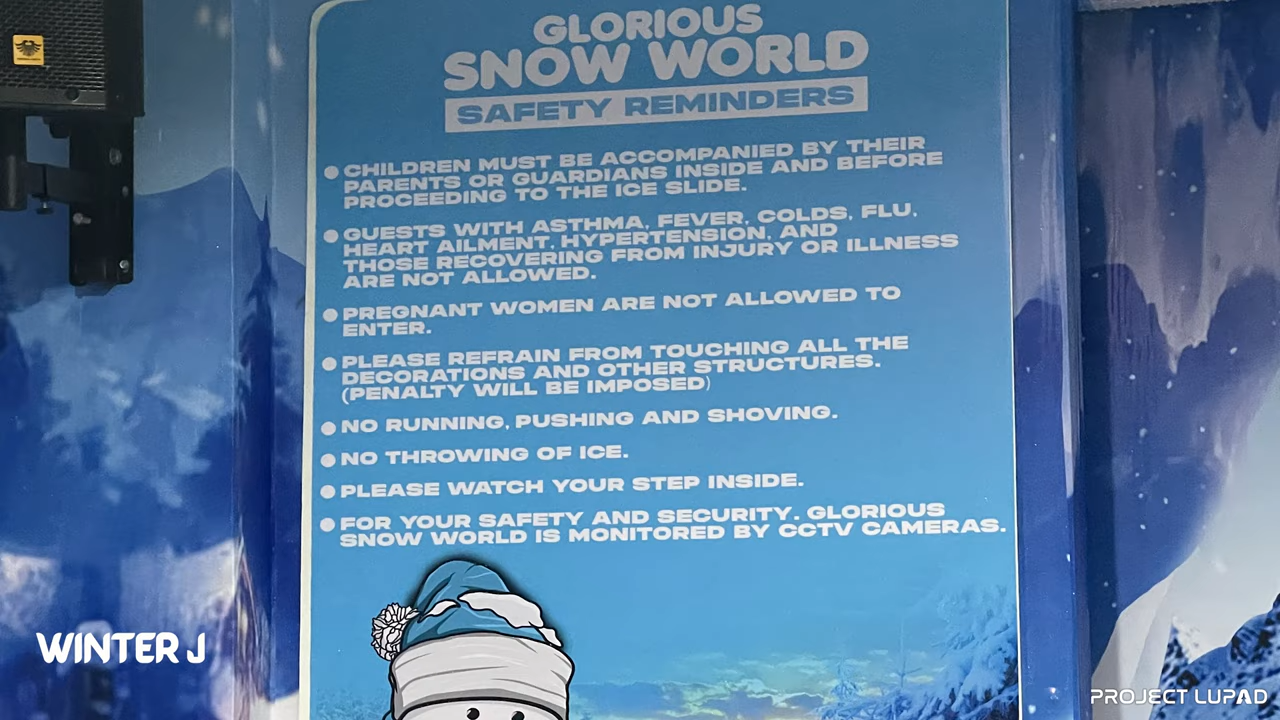 GLORIOUS
SNOW WORLD
SAFETY REMINDERS
● CHILDREN MUST BE ACCOMPANIED BY THEIR
PARENTS OR GUARDIANS INSIDE AND BEFORE
PROCEEDING TO THE ICE SLIDE.
● GUESTS WITH ASTHMA, FEVER, COLDS, FLU,
HEART AILMENT, HYPERTENSION, AND
THOSE RECOVERING FROM INJURY OR ILLNESS
ARE NOT ALLOWED.
● PREGNANT WOMEN ARE NOT ALLOWED TO
ENTER.
● PLEASE REFRAIN FROM TOUCHING ALL THE
DECORATIONS AND OTHER STRUCTURES.
(PENALTY WILL BE IMPOSED)
● NO RUNNING, PUSHING AND SHOVING.
● NO THROWING OF ICE.
● PLEASE WATCH YOUR STEP INSIDE.
● FOR YOUR SAFETY AND SECURITY, GLORIOUS
SNOW WORLD IS MONITORED BY CCTV CAMERAS.
WINTER J
PROJECT LUPAD